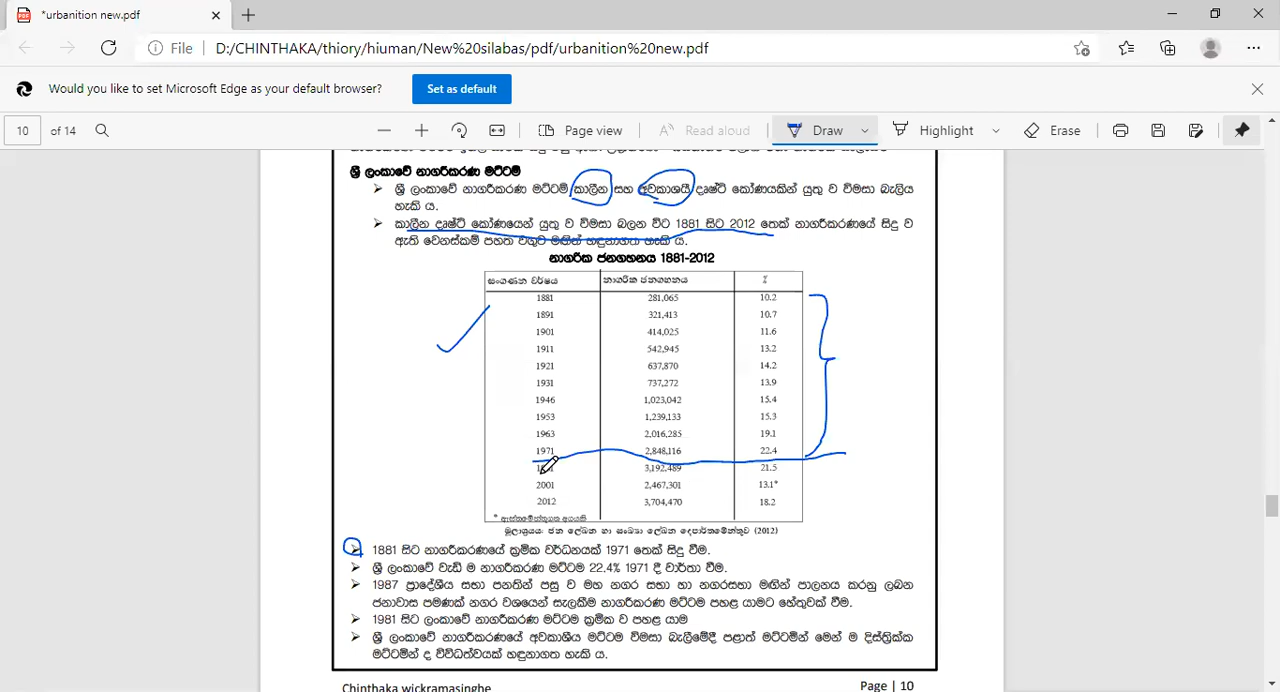 *urbanition new.pdf
File D:/CHINTHAKA/thiory/hiuman/New%20silabas/pdf/urbanition%20new.pdf
Would you like to set Microsoft Edge as your default browser? Set as default
10 of 14 Page view Read aloud Draw Highlight Erase
ශ්‍රී ලංකාවේ නාගරීකරණ මට්ටම්
ශ්‍රී ලංකාවේ නාගරීකරණ මට්ටම් කාලීන සහ අවකාශයී දෘෂ්ටි කෝණයකින් යුතු ව විමසා බැලිය
හැකි ය.
කාලීන දෘෂ්ටි කෝණයෙන් යුතු ව විමසා බලන විට 1881 සිට 2012 තෙක් නාගරීකරණයේ සිදු ව
ඇති වෙනස්කම් පහත වගුව මඟින් හඳුනාගත හැකි ය.
නාගරික ජනගහනය 1881-2012
සංගණන වර්ෂය නාගරික ජනගහනය %
1881 281,065 10.2
1891 321,413 10.7
1901 414,025 11.6
1911 542,945 13.2
1921 637,870 14.2
1931 737,272 13.9
1946 1,023,042 15.4
1953 1,239,133 15.3
1963 2,016,285 19.1
1971 2,848,116 22.4
3,192,489 21.5
2001 2,467,301 13.1*
2012 3,704,470 18.2
* ආස්තමේන්තුගත අගයකි
මූලාශ්‍රයය: ජන ලේඛන හා සංඛ්‍යා ලේඛන දෙපාර්තමේන්තුව (2012)
1881 සිට නාගරීකරණයේ ක්‍රමික වර්ධනයක් 1971 තෙක් සිදු වීම.
ශ්‍රී ලංකාවේ වැඩි ම නාගරීකරණ මට්ටම 22.4% 1971 දී වාර්තා වීම.
1987 ප්‍රාදේශීය සභා පනතින් පසු ව මහ නගර සභා හා නගරසභා මඟින් පාලනය කරනු ලබන
ජනාවාස පමණක් නගර වශයෙන් සැලකීම නාගරීකරණ මට්ටම පහළ යාමට හේතුවක් වීම.
1981 සිට ලංකාවේ නාගරීකරණ මට්ටම ක්‍රමික ව පහළ යාම
ශ්‍රී ලංකාවේ නාගරීකරණයේ අවකාශීය මට්ටම විමසා බැලීමේදී පළාත් මට්ටමින් මෙන් ම දිස්ත්‍රික්ක
මට්ටමින් ද විවිධත්වයක් හඳුනාගත හැකි ය.
Chinthaka wickramasinghe Page | 10